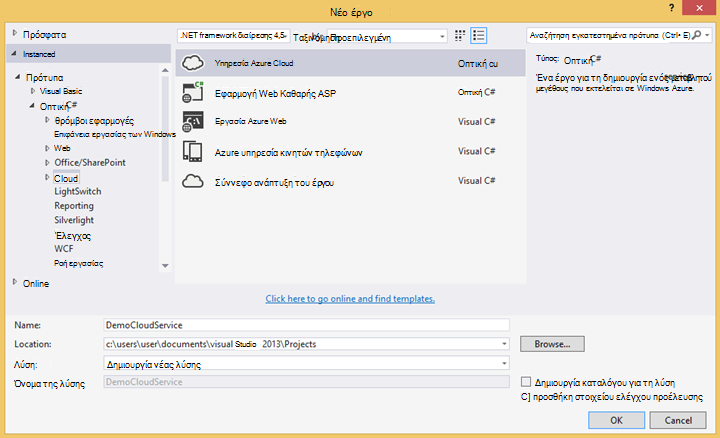 Νέο έργο
Πρόσφατα
Instanced
Πρότυπα
Visual Basic
Οπτική C#
θρόμβοι εφαρμογές
Επιφάνεια εργασίας των Windows
Web
Office/SharePoint
Cloud
LightSwitch
Reporting
Silverlight
Έλεγχος
WCF
Ροή εργασίας
Online
.NET framework διαίρεσης 4,5 Ταξινόμηση Προεπιλεγμένη
Υπηρεσία Azure Cloud Οπτική cu
Εφαρμογή Web Καθαρής ASP Οπτική C#
Εργασία Azure Web Visual C#
Azure υπηρεσία κινητών τηλεφώνων Visual C#
Σύννεφο ανάπτυξη του έργου Visual C#
Click here to go online and find templates.
Αναζήτηση εγκατεστημένα πρότυπα (Ctrl+ E)
Τύπος: Οπτική C#
Ένα έργο για τη δημιουργία ενός
μεγέθους που εκτελείται σε Windows Azure.
Name: DemoCloudService
Location: c:\users\user\documents\visual Studio 2013\Projects Browse...
Λύση: Δημιουργία νέας λύσης
Όνομα της λύσης DemoCloudService
Δημιουργία καταλόγου για τη λύση
C] προσθήκη στοιχείου ελέγχου προέλευσης
OK Cancel